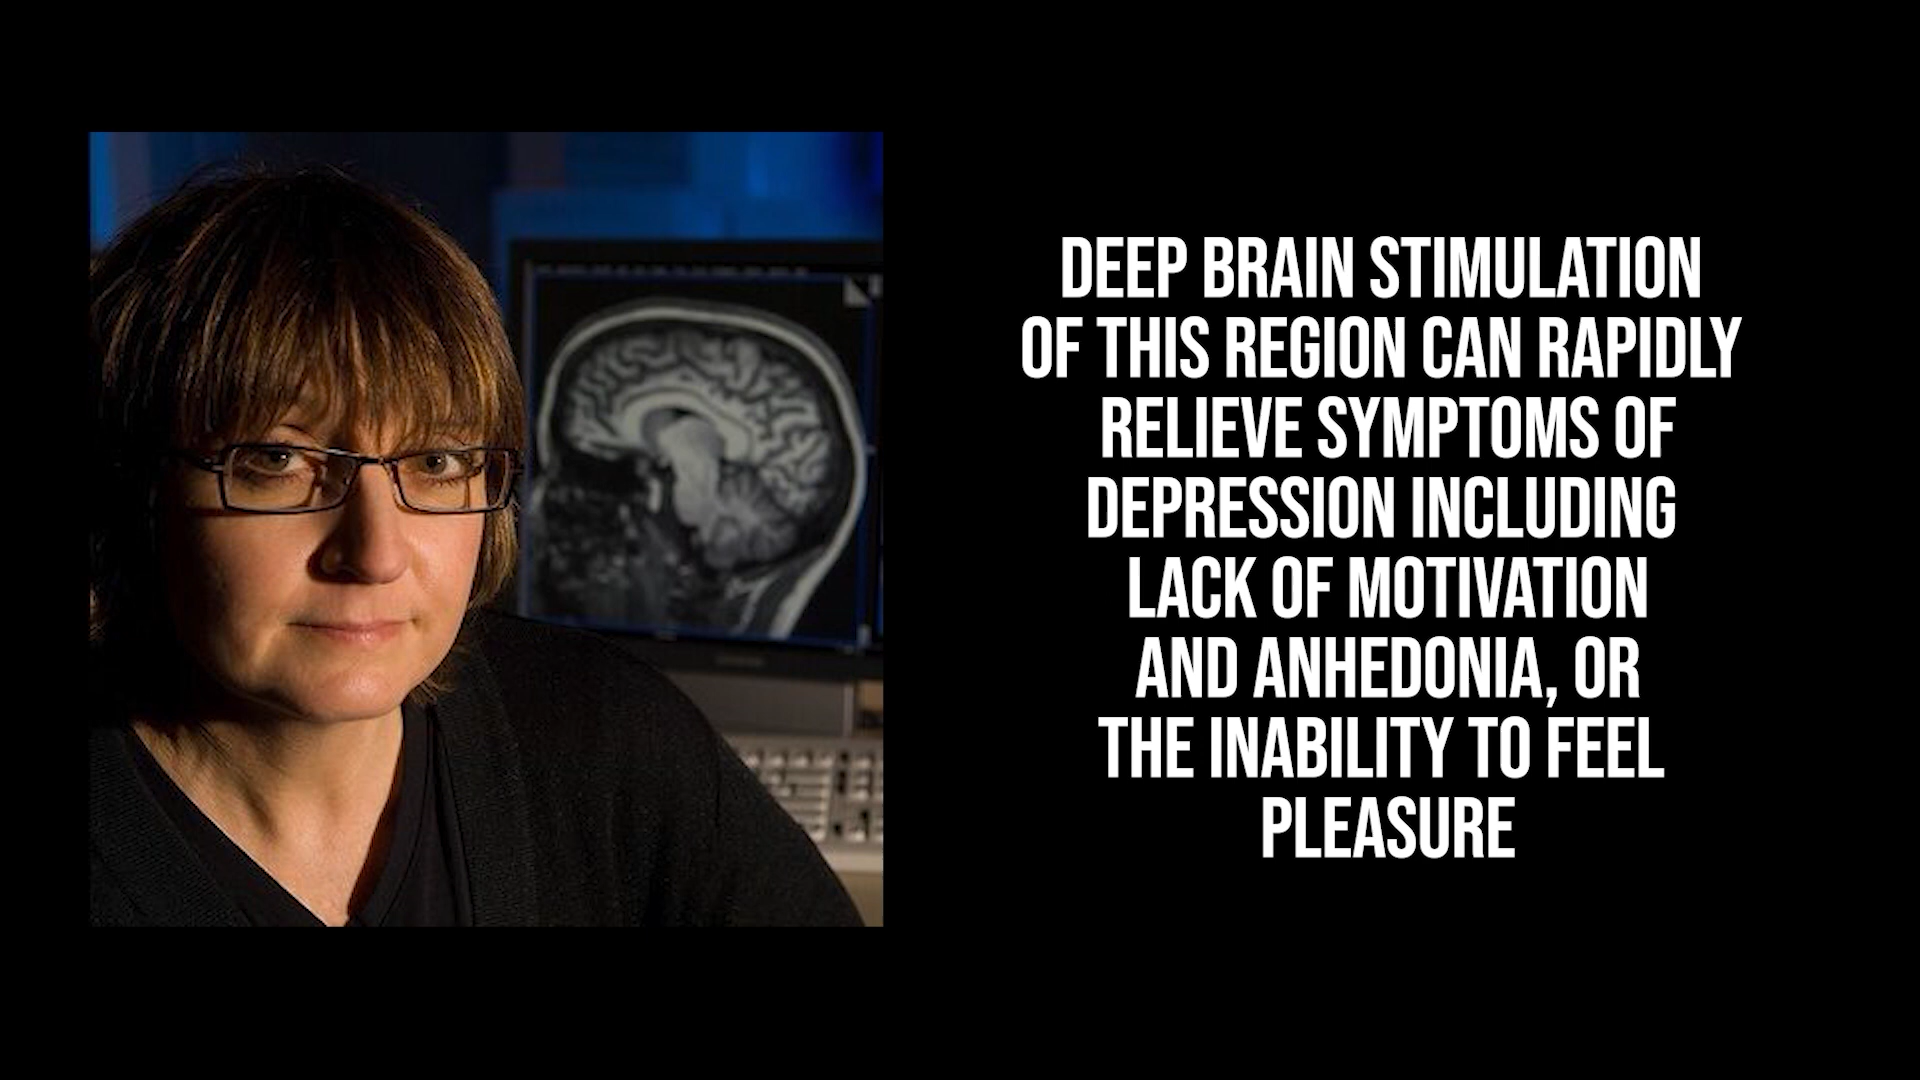 DEEP BRAIN STIMULATION
OF THIS REGION CAN RAPIDLY
RELIEVE SYMPTOMS OF
DEPRESSION INCLUDING
LACK OF MOTIVATION
AND ANHEDONIA, OR
THE INABILITY TO FEEL
PLEASURE